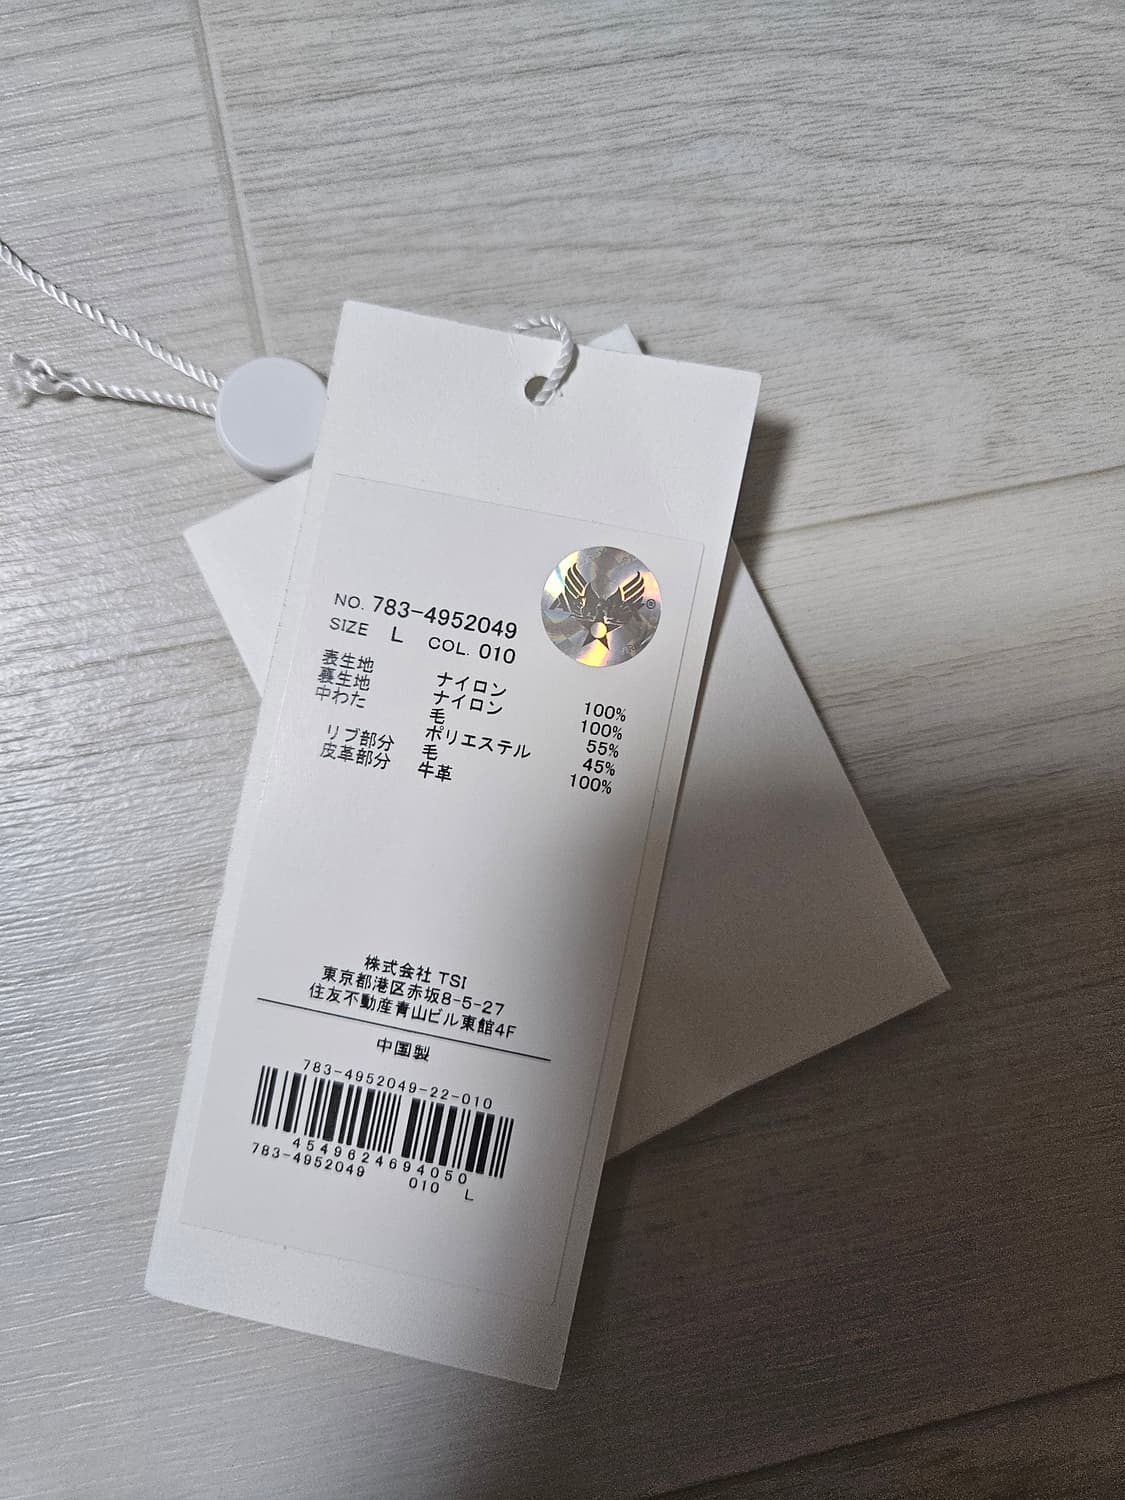 NO. 783-4952049
SIZE L COL. 010
表生地 ナイロン 100%
裏生地 ナイロン 100%
中わた 毛 55%
ポリエステル 45%
リブ部分 毛 100%
皮革部分 牛革
株式会社 TSI
東京都港区赤坂8-5-27
住友不動産青山ビル東館4F
中国製
783-4952049-22-010
4549624694050
783-4952049 010 L